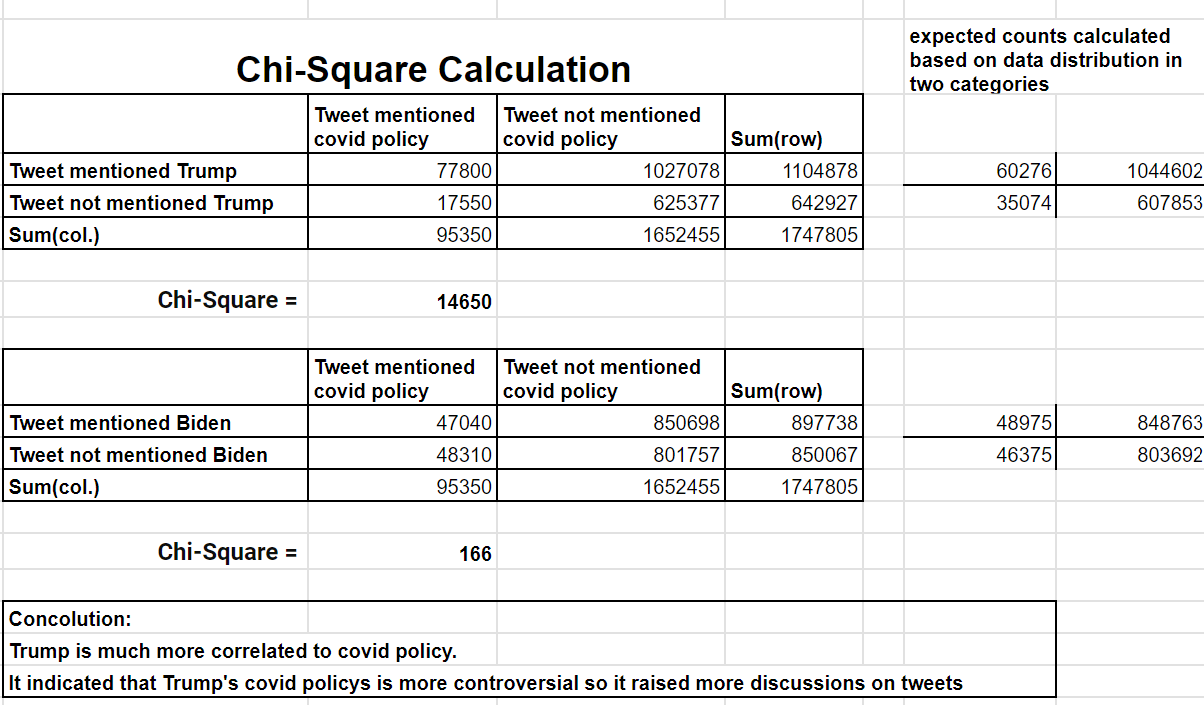 expected counts calculated
based on data distribution in
two categories
Chi-Square Calculation
Tweet mentioned covid policy Tweet not mentioned covid policy Sum(row)
Tweet mentioned Trump 77800 1027078 1104878 60276 1044602
Tweet not mentioned Trump 17550 625377 642927 35074 607853
Sum(col.) 95350 1652455 1747805
Chi-Square = 14650
Tweet mentioned covid policy Tweet not mentioned covid policy Sum(row)
Tweet mentioned Biden 47040 850698 897738 48975 848763
Tweet not mentioned Biden 48310 801757 850067 46375 803692
Sum(col.) 95350 1652455 1747805
Chi-Square = 166
Concolution:
Trump is much more correlated to covid policy.
It indicated that Trump's covid policys is more controversial so it raised more discussions on tweets